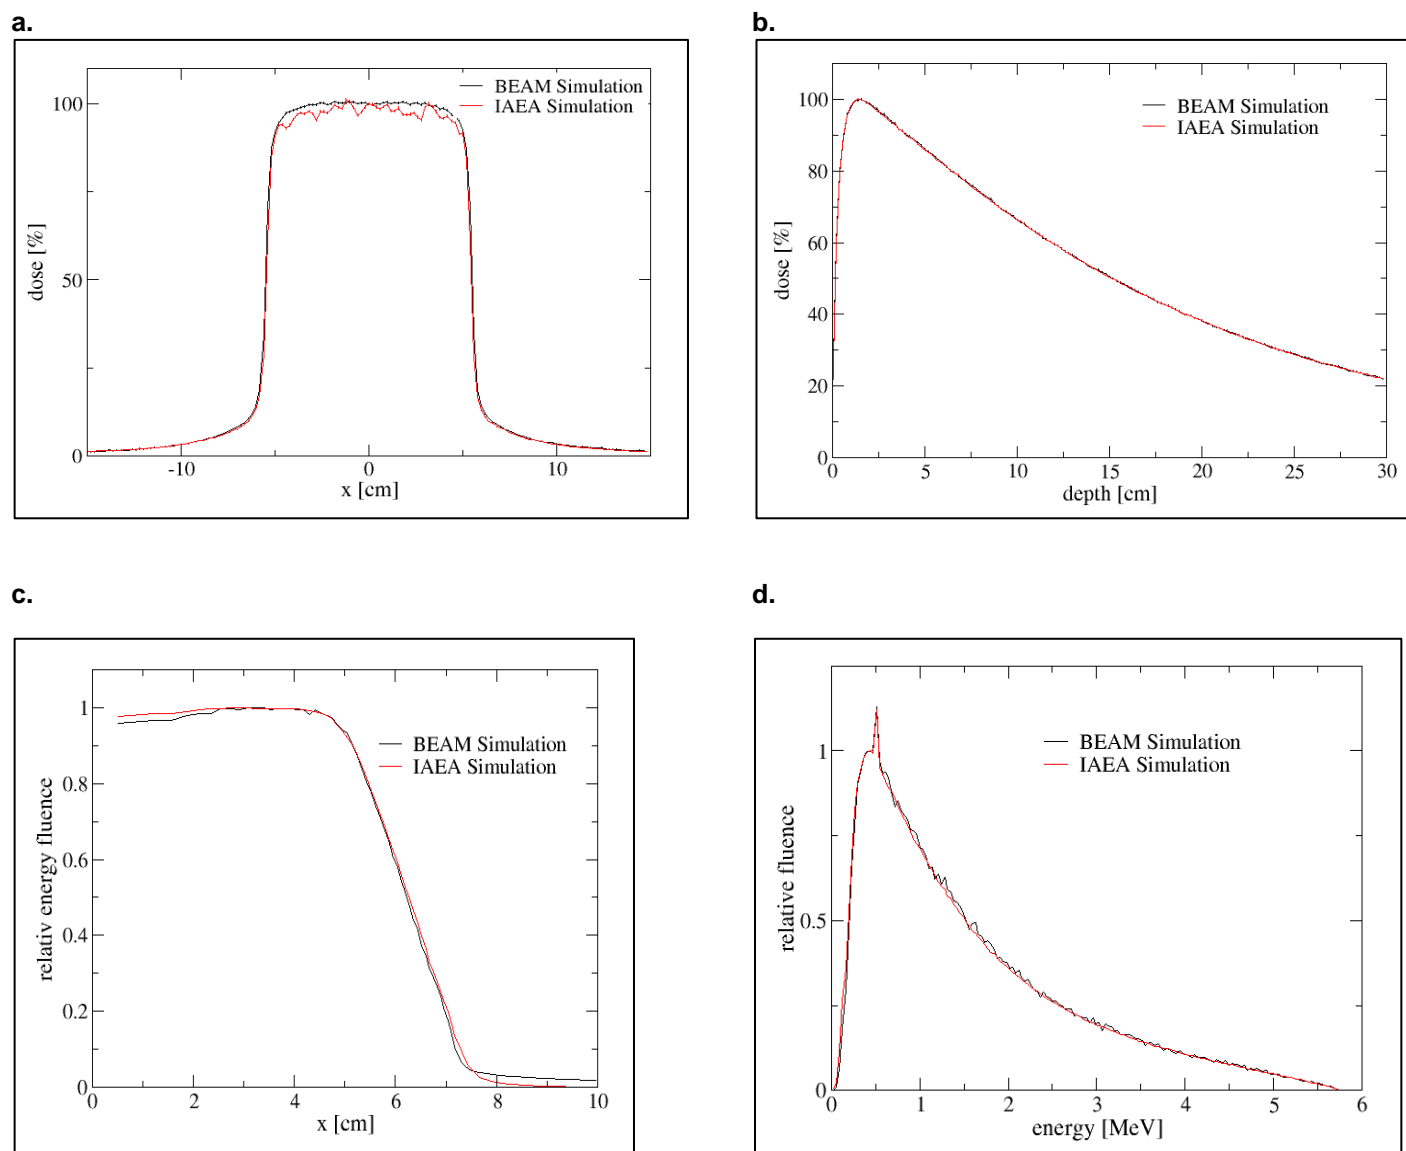 a.
BEAM Simulation
IAEA Simulation
100
50
0
dose [%]
-10
0
10
x [cm]
b.
BEAM Simulation
IAEA Simulation
100
80
60
40
20
0
dose [%]
0
5
10
15
20
25
30
depth [cm]
c.
BEAM Simulation
IAEA Simulation
1
0.8
0.6
0.4
0.2
0
relativ energy fluence
0
2
4
6
8
10
x [cm]
d.
BEAM Simulation
IAEA Simulation
1
0.5
0
relative fluence
0
1
2
3
4
5
6
energy [MeV]